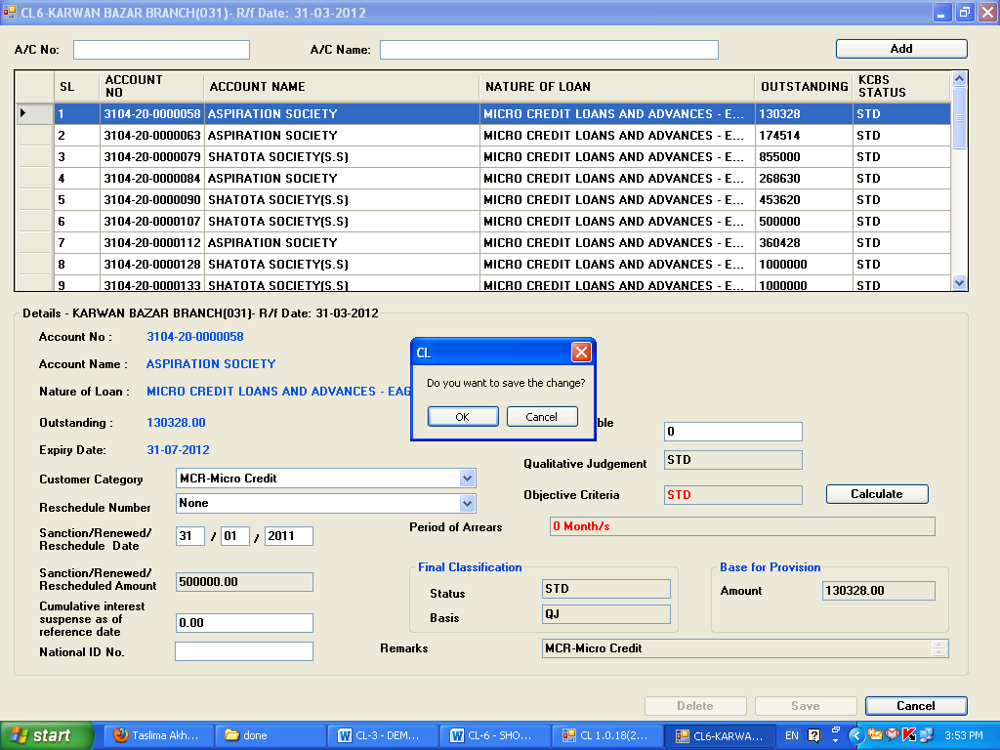 CL6-KARWAN BAZAR BRANCH(031)- R/f Date: 31-03-2012
A/C No: A/C Name: Add
SL ACCOUNT NO ACCOUNT NAME NATURE OF LOAN OUTSTANDING KCBS STATUS
1 3104-20-0000058 ASPIRATION SOCIETY MICRO CREDIT LOANS AND ADVANCES - E... 130328 STD
2 3104-20-0000063 ASPIRATION SOCIETY MICRO CREDIT LOANS AND ADVANCES - E... 174514 STD
3 3104-20-0000079 SHATOTA SOCIETY(S.S) MICRO CREDIT LOANS AND ADVANCES - E... 855000 STD
4 3104-20-0000084 ASPIRATION SOCIETY MICRO CREDIT LOANS AND ADVANCES - E... 268630 STD
5 3104-20-0000090 SHATOTA SOCIETY(S.S) MICRO CREDIT LOANS AND ADVANCES - E... 453620 STD
6 3104-20-0000107 SHATOTA SOCIETY(S.S) MICRO CREDIT LOANS AND ADVANCES - E... 500000 STD
7 3104-20-0000112 ASPIRATION SOCIETY MICRO CREDIT LOANS AND ADVANCES - E... 360428 STD
8 3104-20-0000128 SHATOTA SOCIETY(S.S) MICRO CREDIT LOANS AND ADVANCES - E... 1000000 STD
9 3104-20-0000133 SHATOTA SOCIETY(S.S) MICRO CREDIT LOANS AND ADVANCES - E... 1000000 STD
Details - KARWAN BAZAR BRANCH(031)- R/f Date: 31-03-2012
Account No : 3104-20-0000058
Account Name : ASPIRATION SOCIETY
Nature of Loan : MICRO CREDIT LOANS AND ADVANCES - EAG
Outstanding : 130328.00
Expiry Date: 31-07-2012
Customer Category MCR-Micro Credit
Reschedule Number None
Sanction/Renewed/
Reschedule Date
31 / 01 / 2011
Sanction/Renewed/
Rescheduled Amount
500000.00
Cumulative interest
suspense as of
reference date
0.00
National ID No.
CL
Do you want to save the change?
OK Cancel
ble 0
Qualitative Judgement STD
Objective Criteria STD Calculate
Period of Arrears 0 Month/s
Final Classification
Status STD
Basis QJ
Base for Provision
Amount 130328.00
Remarks MCR-Micro Credit
Delete Save Cancel
start Taslima Akh... done CL-3 - DEM... CL-6 - SHO... CL 1.0.18(2... CL6-KARWA... EN 3:53 PM